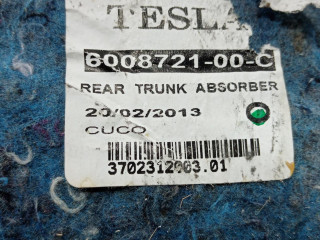 TESLA
6008721-00-C
REAR TRUNK ABSORBER
20/02/2013
CUCO
3702312003.01